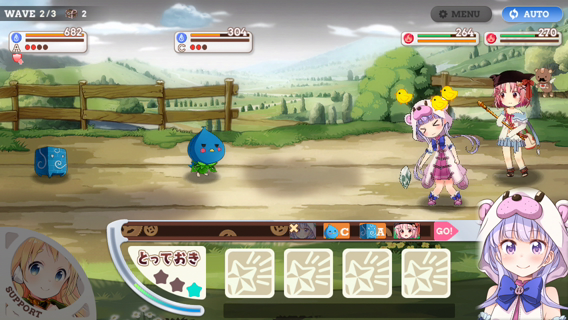 WAVE 2/3 2
MENU
AUTO
682
304
264
270
A
C
C
A
GO!
とっておき
SUPPORT